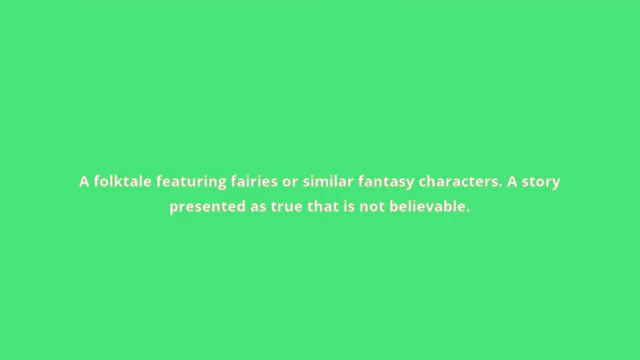 A folktale featuring fairies or similar fantasy characters. A story
presented as true that is not believable.